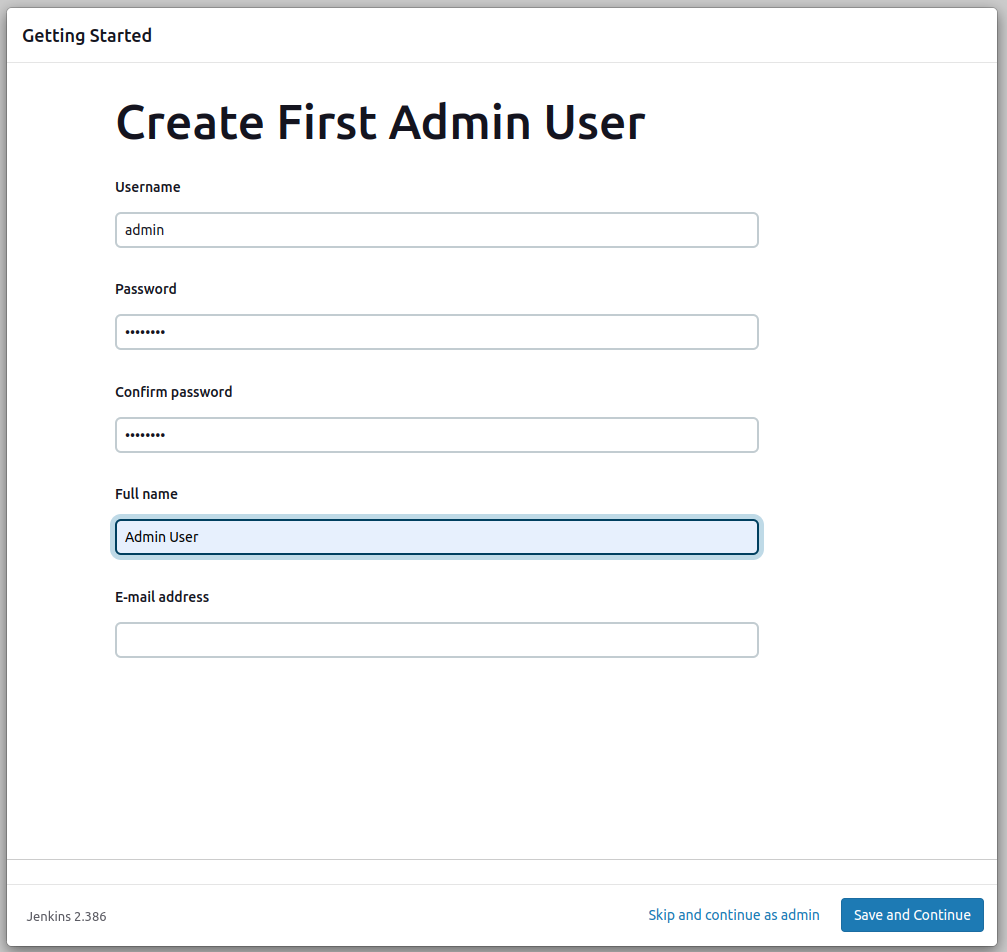 Getting Started
Create First Admin User
Username
admin
Password
••••••••
Confirm password
••••••••
Full name
Admin User
E-mail address
Jenkins 2.386
Skip and continue as admin
Save and Continue